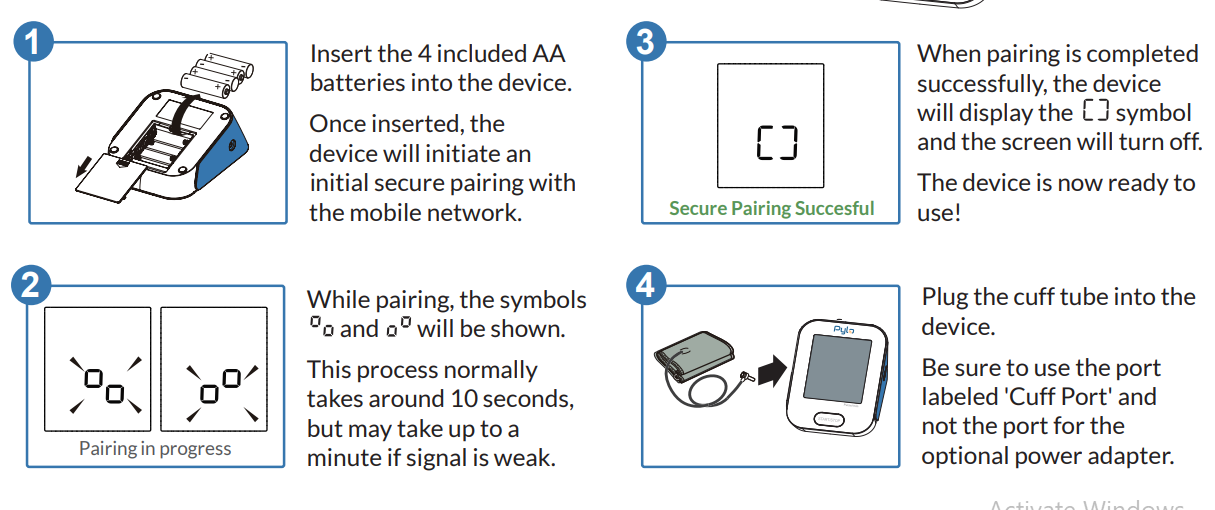 1
Insert the 4 included AA
batteries into the device.
Once inserted, the
device will initiate an
initial secure pairing with
the mobile network.
2
Pairing in progress
While pairing, the symbols
and will be shown.
This process normally
takes around 10 seconds,
but may take up to a
minute if signal is weak.
3
Secure Pairing Succesful
When pairing is completed
successfully, the device
will display the [ ] symbol
and the screen will turn off.
The device is now ready to
use!
4
Pylo
Plug the cuff tube into the
device.
Be sure to use the port
labeled 'Cuff Port' and
not the port for the
optional power adapter.
Activate Windows